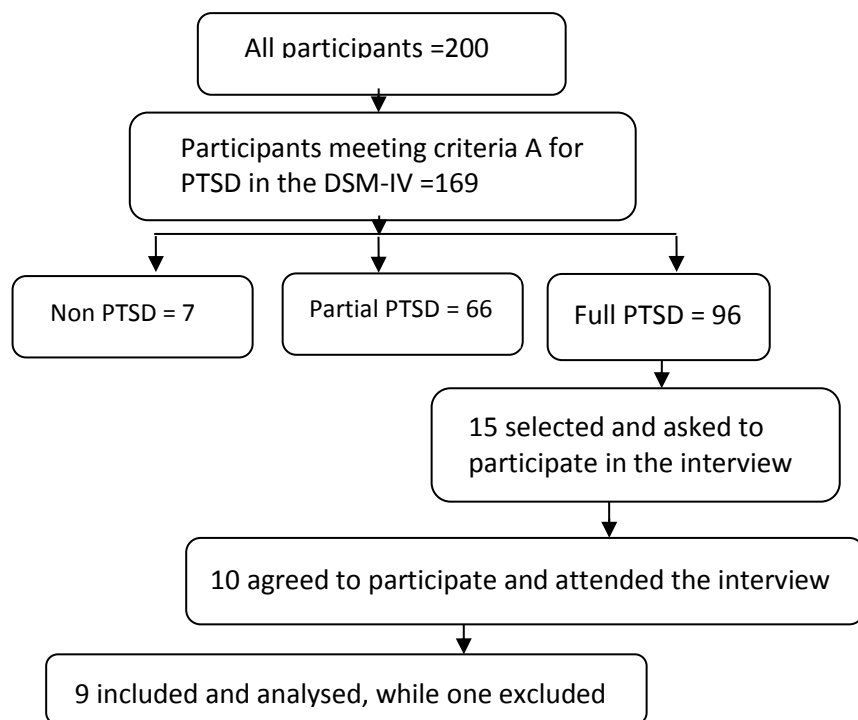 All participants =200
Participants meeting criteria A for
PTSD in the DSM-IV =169
Non PTSD = 7
Partial PTSD = 66
Full PTSD = 96
15 selected and asked to
participate in the interview
10 agreed to participate and attended the interview
9 included and analysed, while one excluded